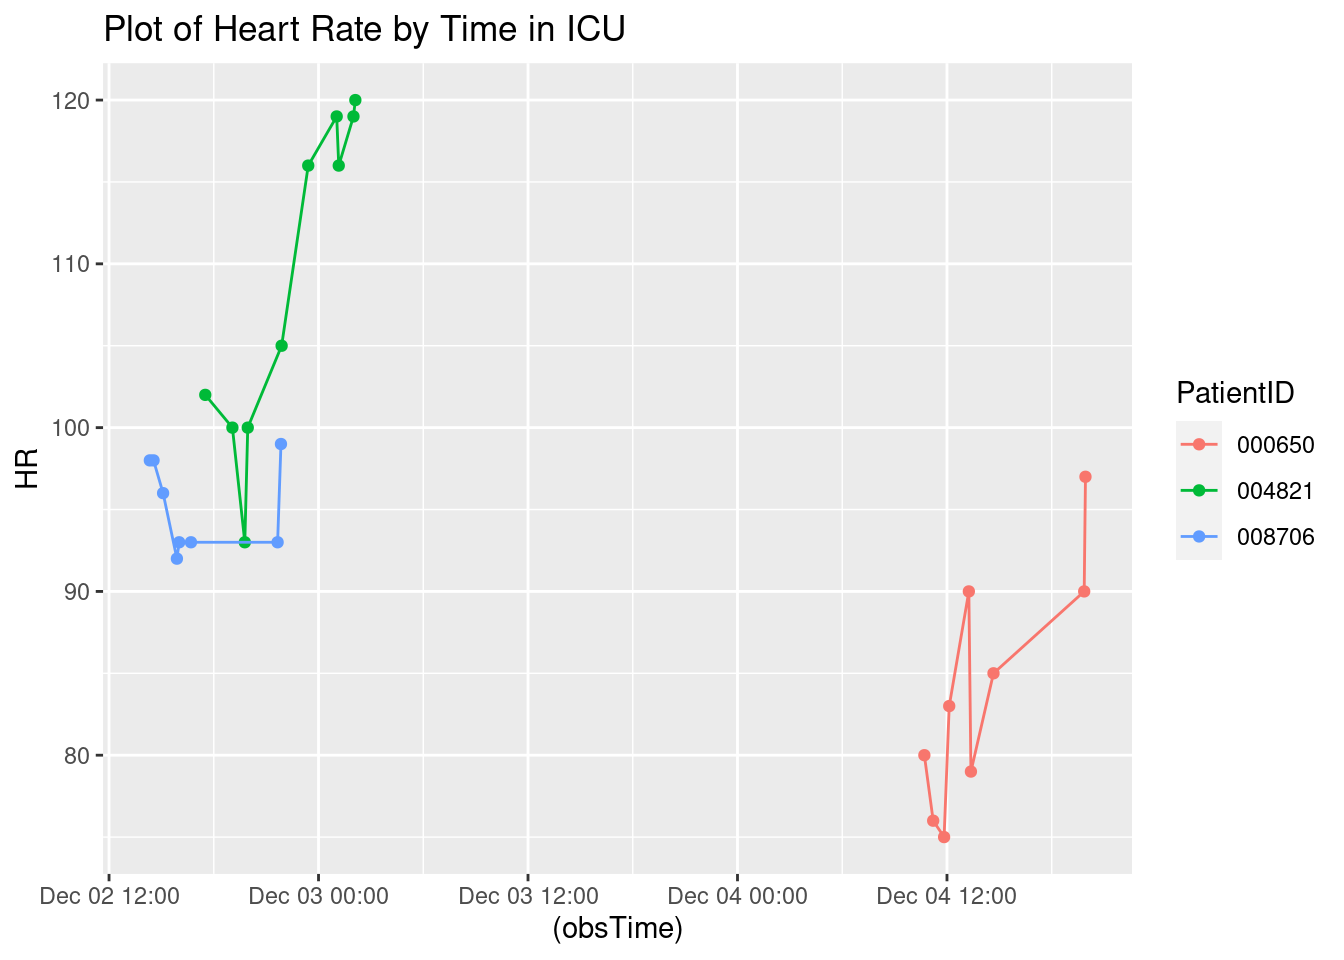 Plot of Heart Rate by Time in ICU
120
110
100
90
80
HR
Dec 02 12:00
Dec 03 00:00
Dec 03 12:00
Dec 04 00:00
Dec 04 12:00
(obsTime)
PatientID
000650
004821
008706